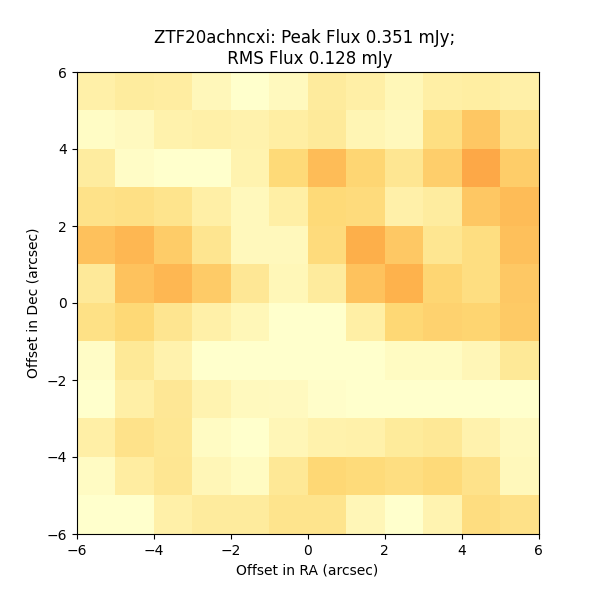 ZTF20achncxi: Peak Flux 0.351 mJy;
RMS Flux 0.128 mJy
6
4
2
0
−2
−4
−6
Offset in Dec (arcsec)
−6 −4 −2 0 2 4 6
Offset in RA (arcsec)